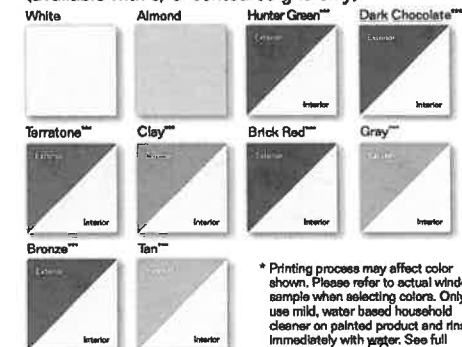 White Almond Hunter Green*** Dark Chocolate***
Exterior Exterior
Interior Interior
Terratone*** Clay*** Brick Red*** Gray***
Exterior Exterior Exterior Exterior
Interior Interior Interior Interior
Bronze*** Tan***
Exterior Exterior
Interior Interior
* Printing process may affect color
shown. Please refer to actual
sample when selecting colors. Only
use mild, water based household
cleaner on painted product and
immediately with water. See full